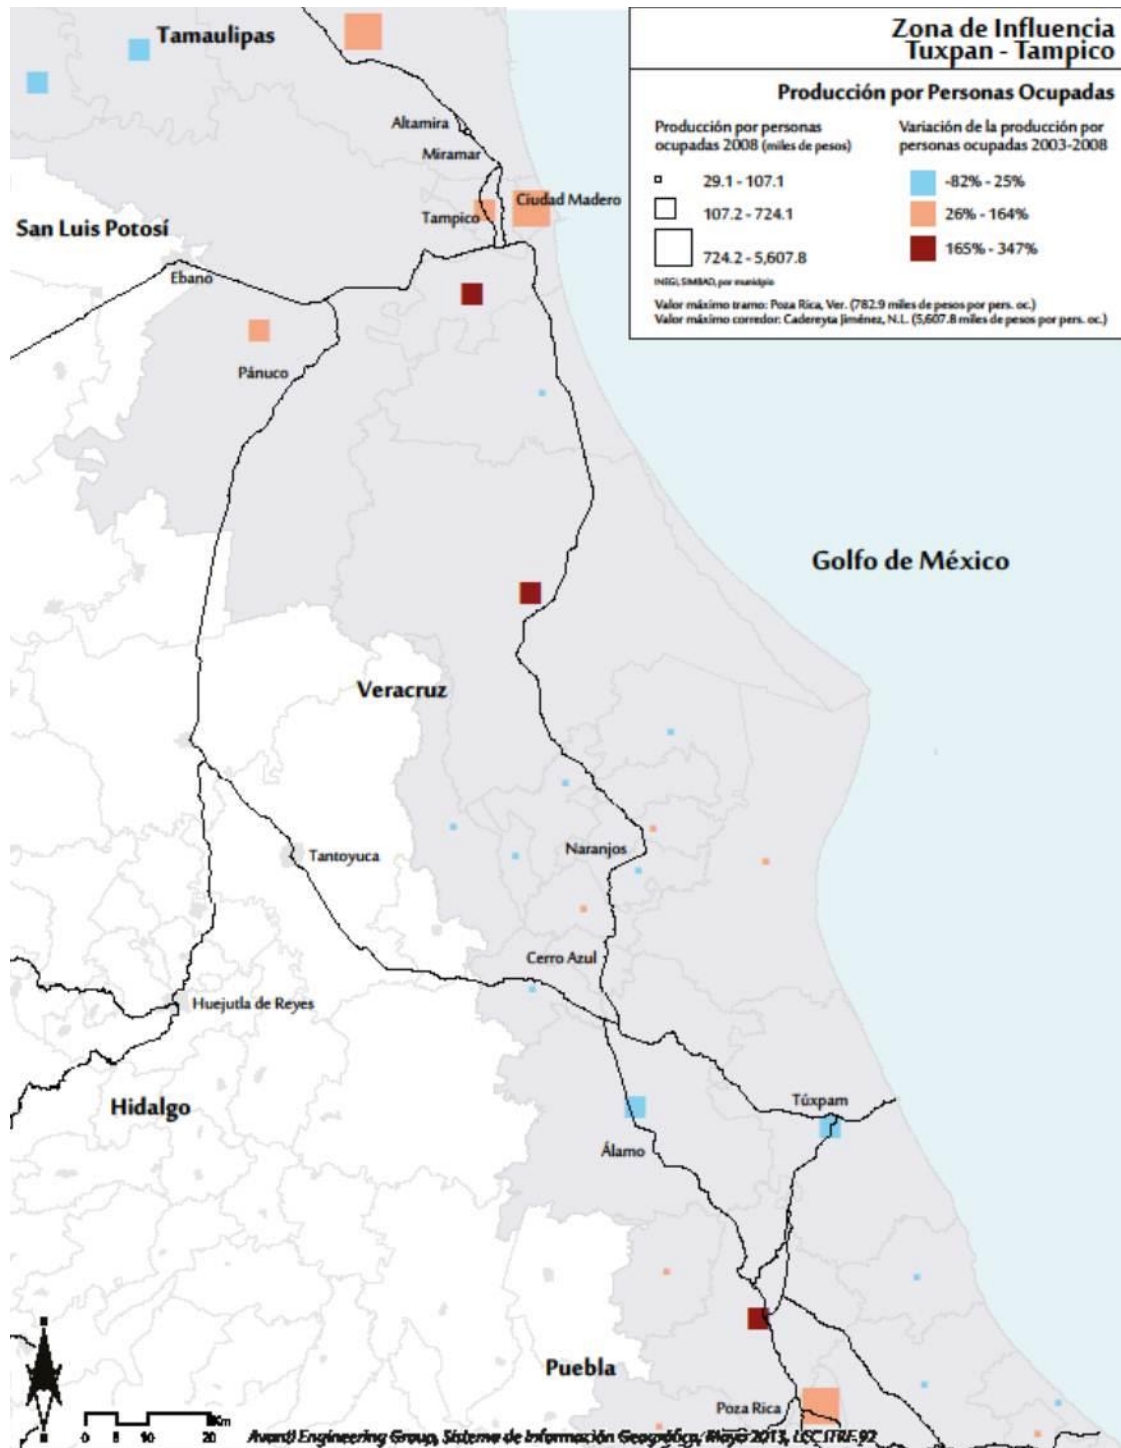 Zona de Influencia
Tuxpan - Tampico
Producción por Personas Ocupadas
Producción por personas
ocupadas 2008 (miles de pesos)
29.1 - 107.1
107.2 - 724.1
724.2 - 5,607.8
Variación de la producción por
personas ocupadas 2003-2008
-82% - 25%
26% - 164%
165% - 347%
INEGI, SIMBAD, por municipio
Valor máximo tramo: Poza Rica, Ver. (782.9 miles de pesos por pers. oc.)
Valor máximo corredor: Cadereyta Jiménez, N.L. (5,607.8 miles de pesos por pers. oc.)
Tamaulipas
Altamira
Miramar
Ciudad Madero
Tampico
San Luis Potosí
Ebano
Pánuco
Golfo de México
Veracruz
Naranjos
Tantoyuca
Cerro Azul
Huejutla de Reyes
Hidalgo
Túxpam
Álamo
Puebla
Poza Rica
0 5 10 20 Km
Avanti Engineering Group, Sistema de Información Geográfica, Mayo 2013, LCC ITRF-92